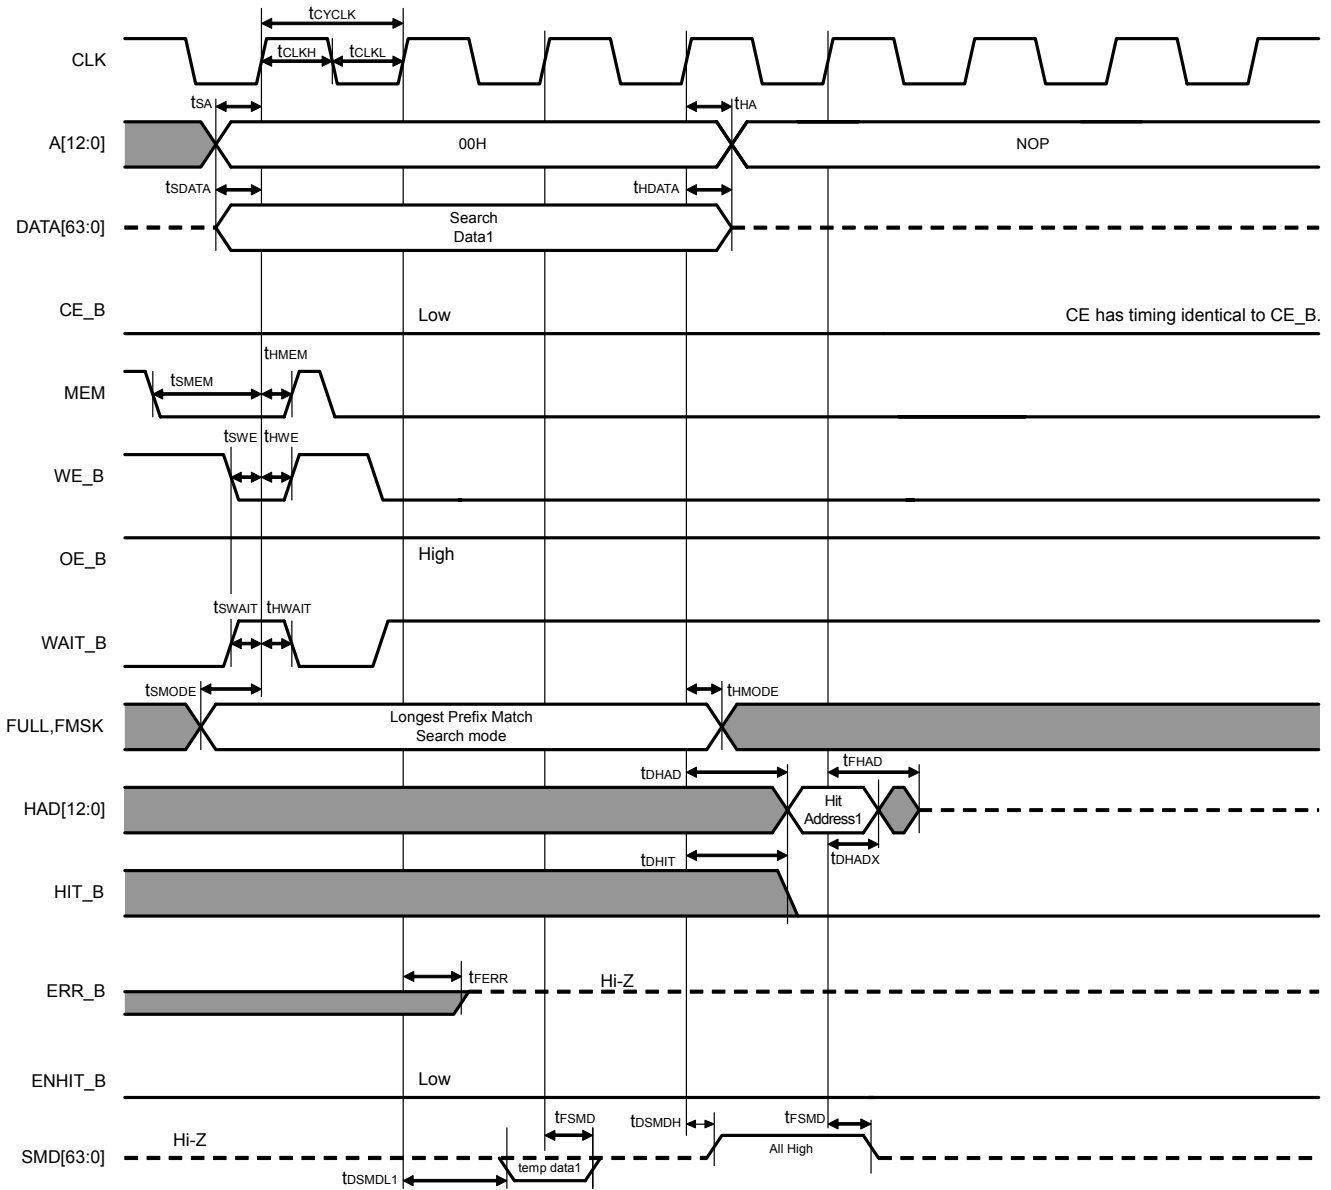 tCYCLK
CLK
tCLKH
tCLKL
tSA
tHA
A[12:0]
00H
NOP
tSDATA
tHDATA
DATA[63:0]
Search
Data1
CE_B
Low
CE has timing identical to CE_B.
tHMEM
MEM
tSMEM
tSWE
tHWE
WE_B
OE_B
High
tSWAIT
tHWAIT
WAIT_B
tSMODE
tHMODE
FULL,FMSK
Longest Prefix Match
Search mode
tDHAD
tFHAD
HAD[12:0]
Hit
Address1
tDHIT
tDHADX
HIT_B
tFERR
Hi-Z
ERR_B
ENHIT_B
Low
tFSMD
tDSMDH
tFSMD
Hi-Z
All High
SMD[63:0]
temp data1
tDSMDL1